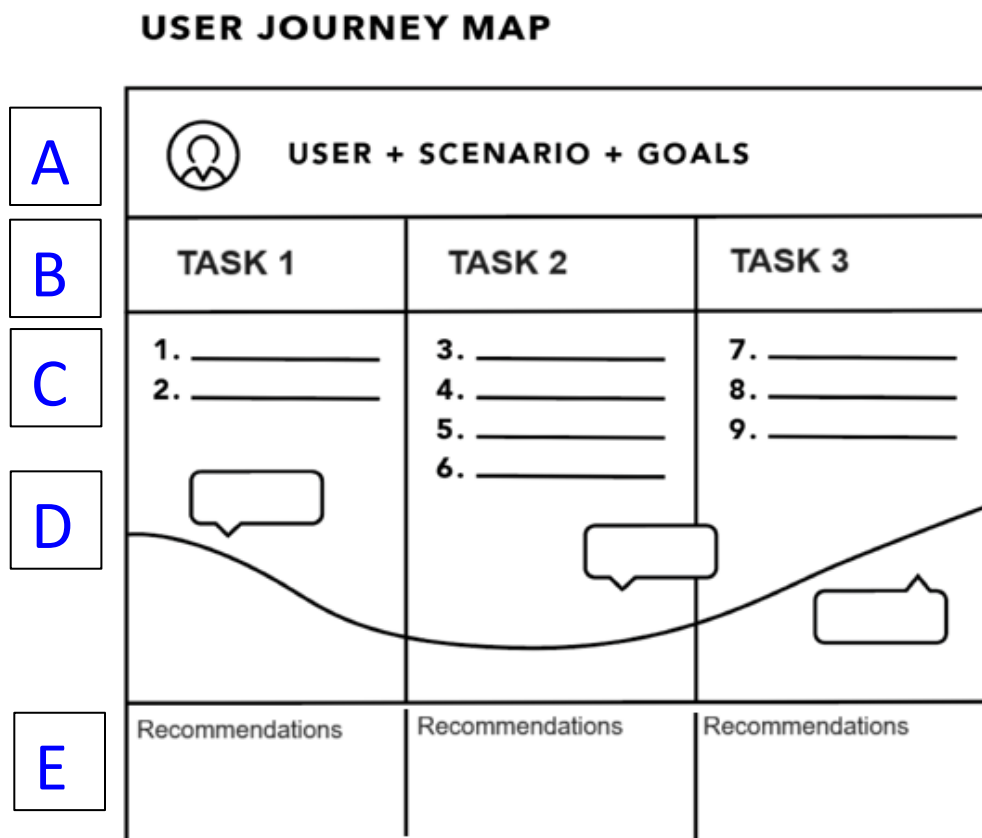 USER JOURNEY MAP
A
USER + SCENARIO + GOALS
B
TASK 1 TASK 2 TASK 3
C
1. 3. 7.
2. 4. 8.
5. 9.
6.
D
E
Recommendations Recommendations Recommendations